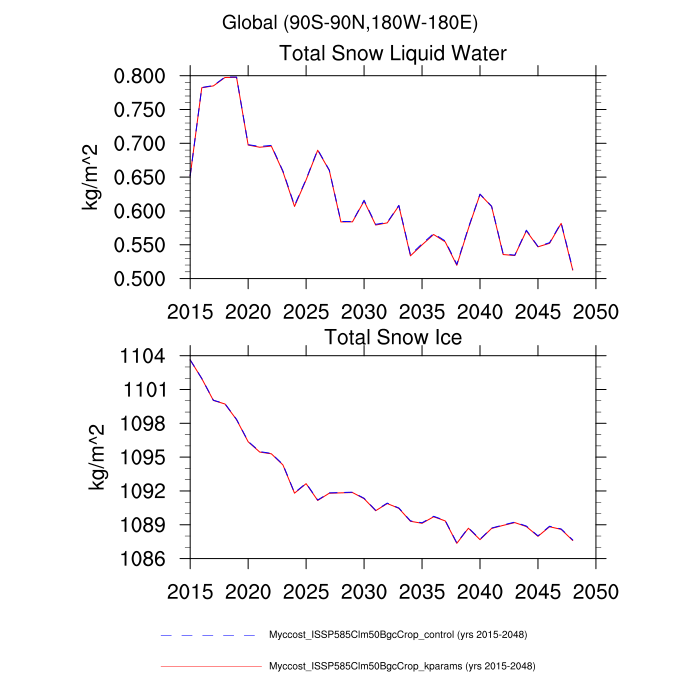 Global (90S-90N,180W-180E)
Total Snow Liquid Water
0.800
0.750
0.700
0.650
0.600
0.550
0.500
kg/m^2
2015 2020 2025 2030 2035 2040 2045 2050
Total Snow Ice
1104
1101
1098
1095
1092
1089
1086
kg/m^2
2015 2020 2025 2030 2035 2040 2045 2050
Myccost_ISSP585Clm50BgcCrop_control (yrs 2015-2048)
Myccost_ISSP585Clm50BgcCrop_kparams (yrs 2015-2048)